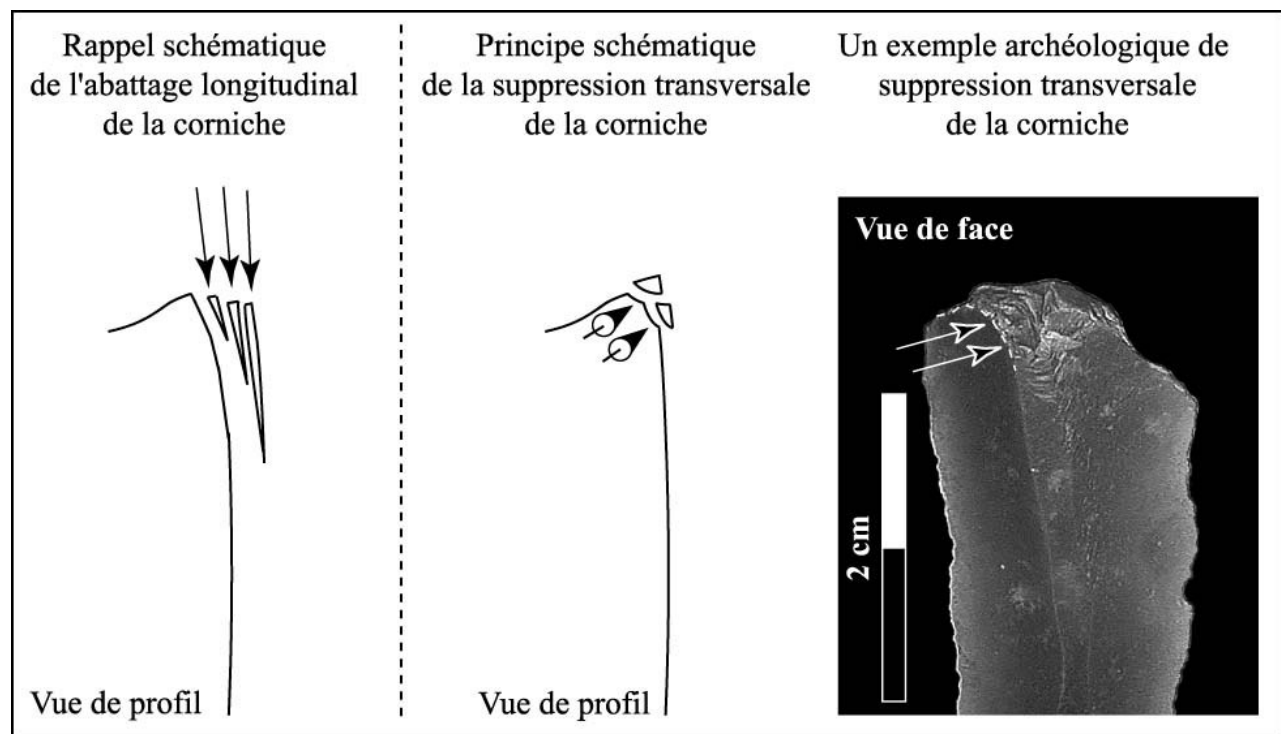 Rappel schématique
de l'abattage longitudinal
de la corniche
Vue de profil
Principe schématique
de la suppression transversale
de la corniche
Vue de profil
Un exemple archéologique de
suppression transversale
de la corniche
Vue de face
2 cm